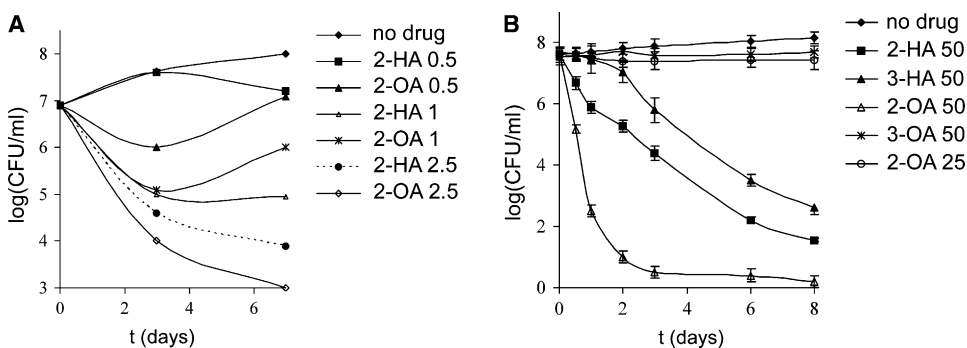 A
log(CFU/ml)
8
7
6
5
4
3
0
2
4
6
t (days)
no drug
2-HA 0.5
2-OA 0.5
2-HA 1
2-OA 1
2-HA 2.5
2-OA 2.5
B
log(CFU/ml)
8
6
4
2
0
0
2
4
6
8
t (days)
no drug
2-HA 50
3-HA 50
2-OA 50
3-OA 50
2-OA 25